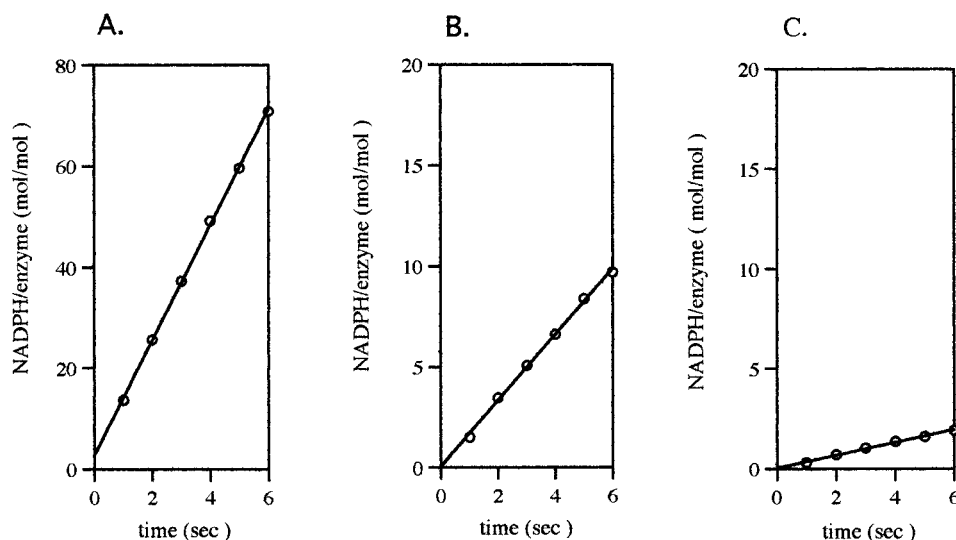 A.
80
60
40
20
0
NADPH/enzyme (mol/mol )
0 2 4 6
time (sec )
B.
20
15
10
5
0
NADPH/enzyme (mol/mol )
0 2 4 6
time (sec )
C.
20
15
10
5
0
NADPH/enzyme ( mol/mol )
0 2 4 6
time (sec )